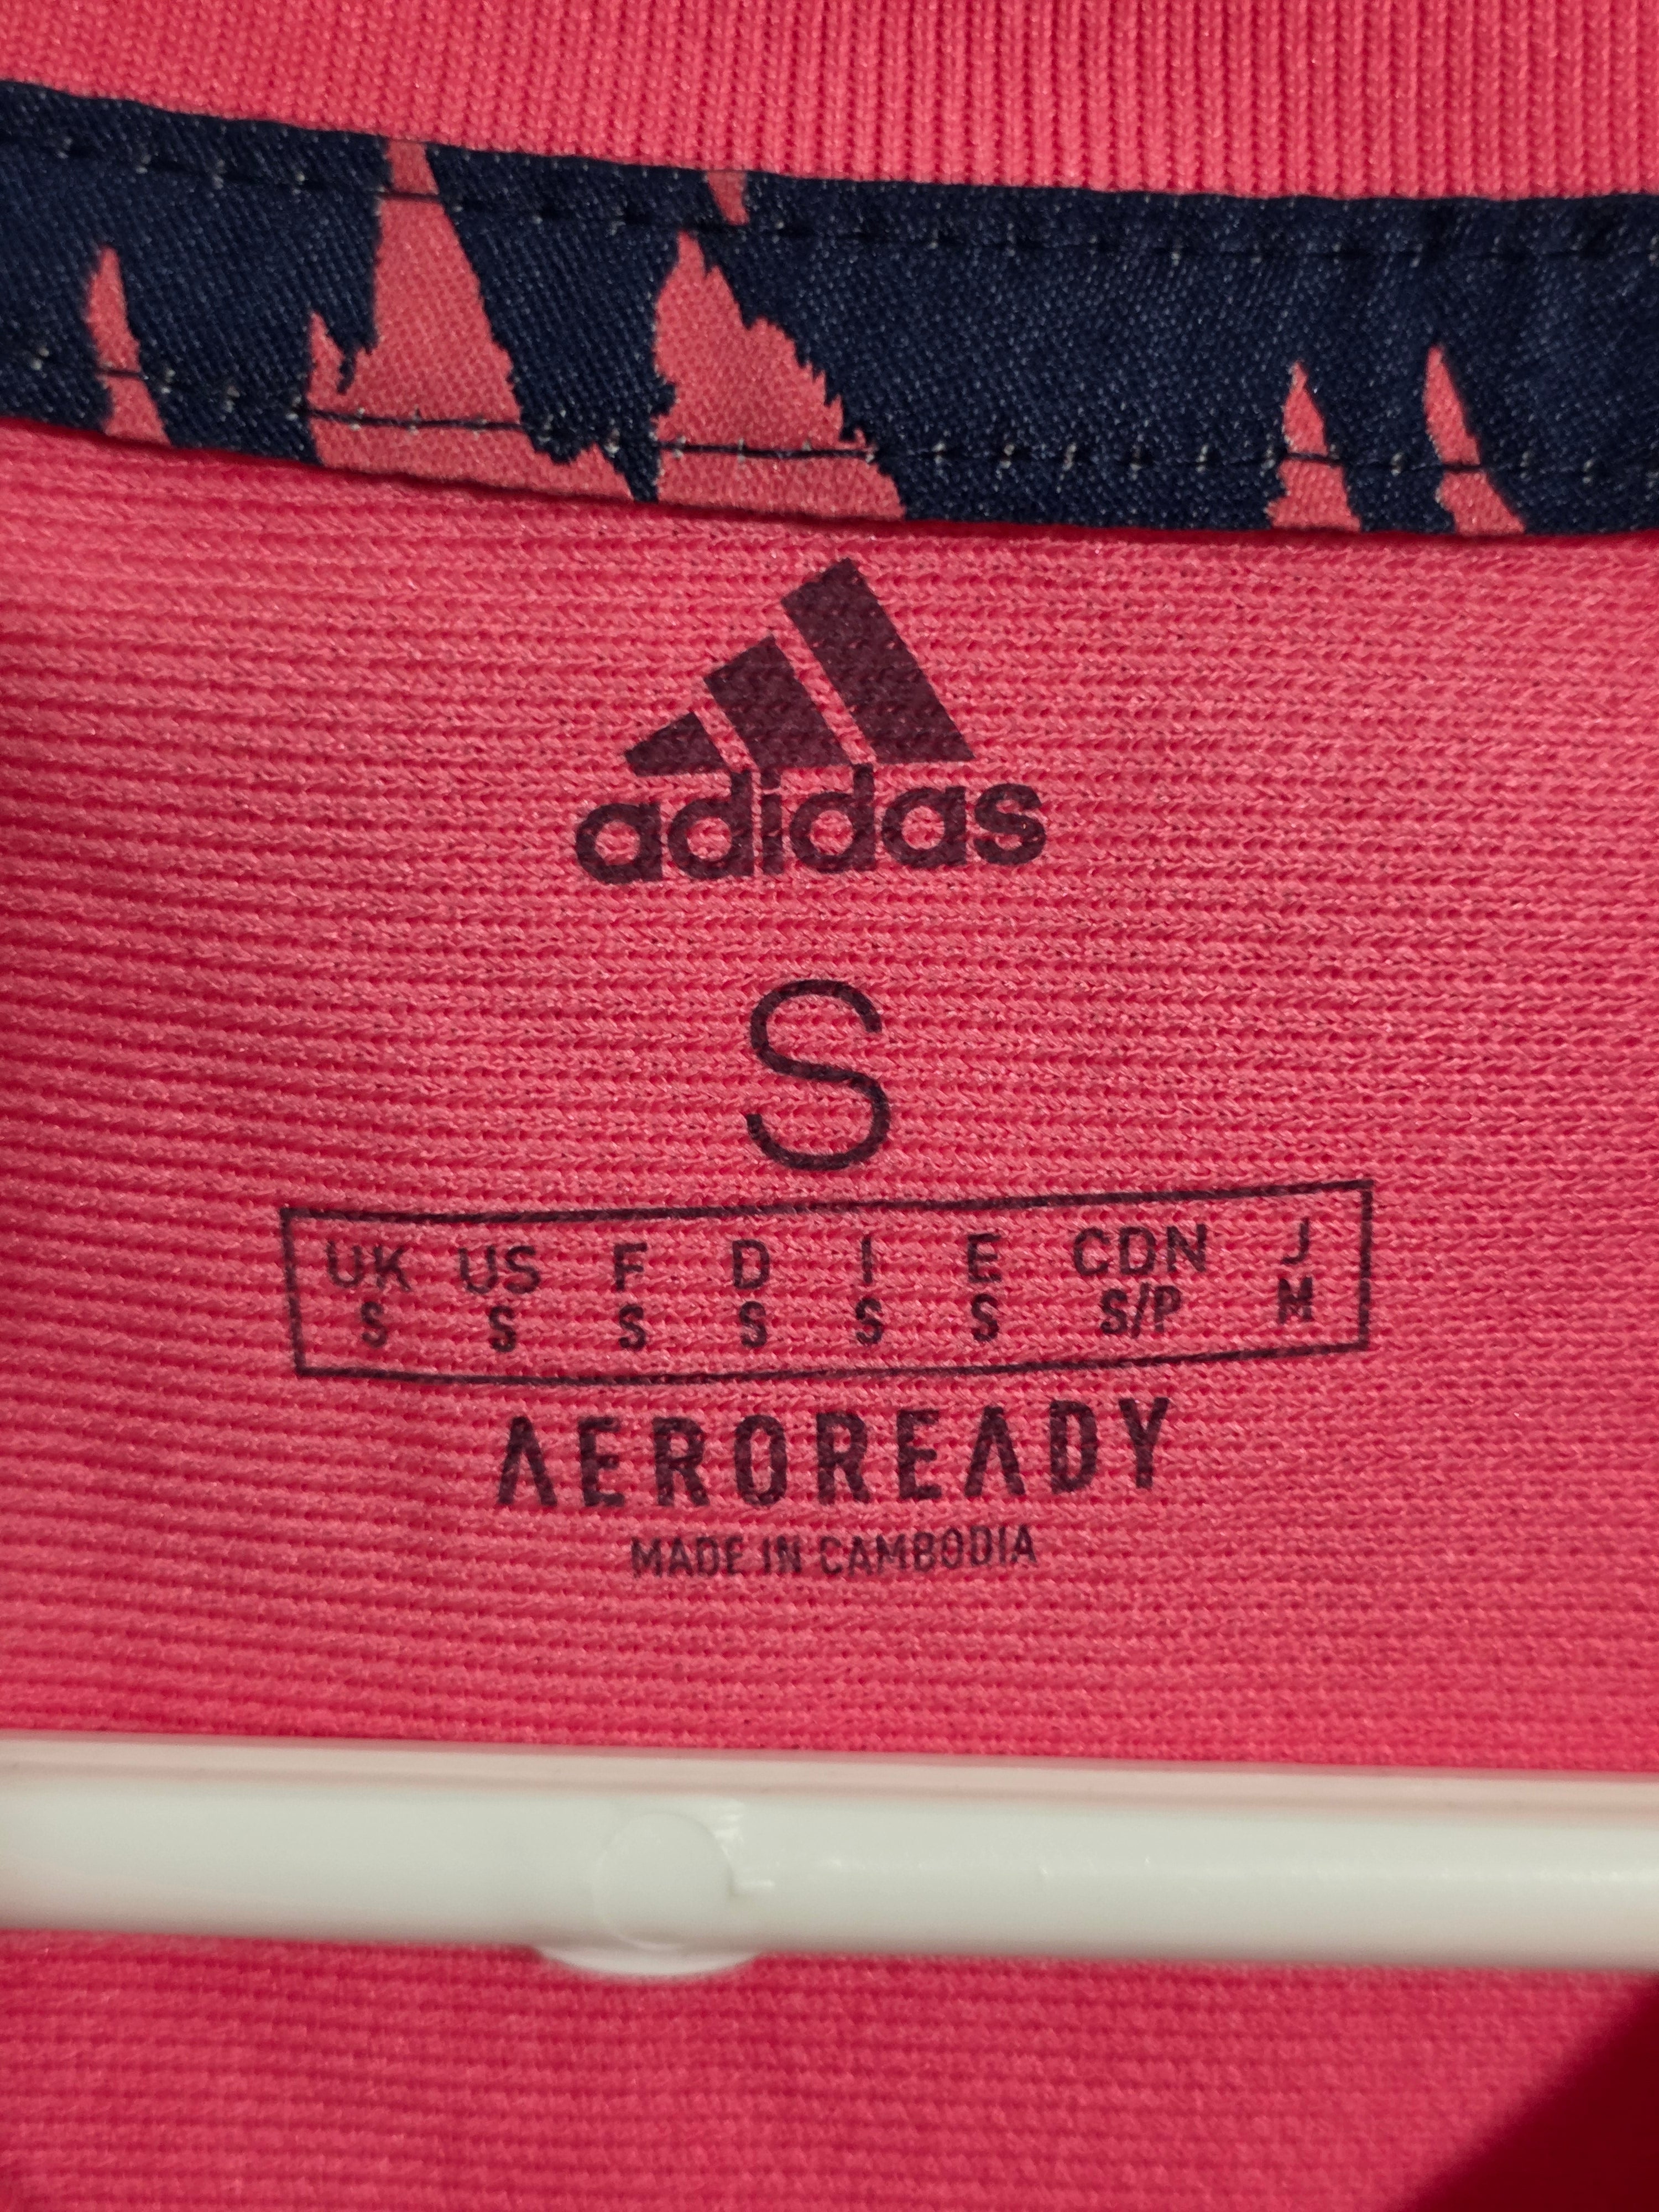 adidas
S
UK US F D I E CDN J
S S S S S S S/P M
AEROREADY
MADE IN CAMBODIA